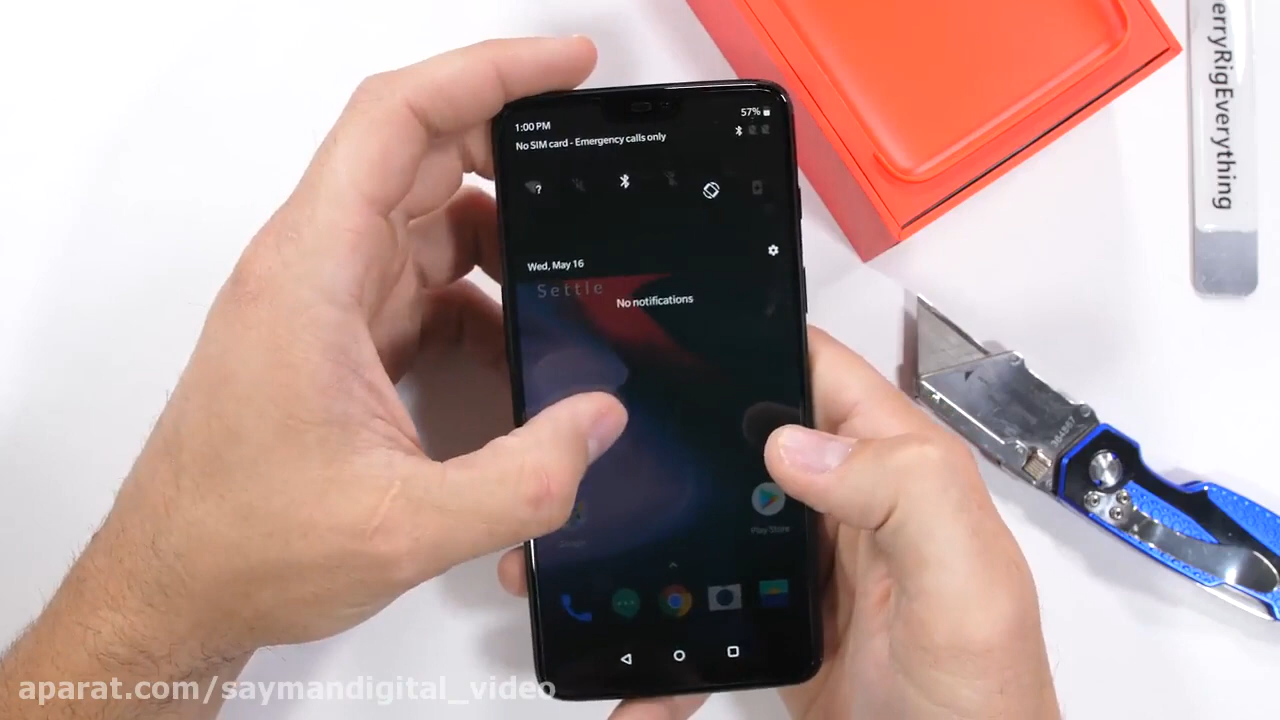 erryRigEverything
57%
1:00 PM
No SIM card - Emergency calls only
?
Wed, May 16
Settle
No notifications
364867
Play Store
aparat.com/saymandigital_video